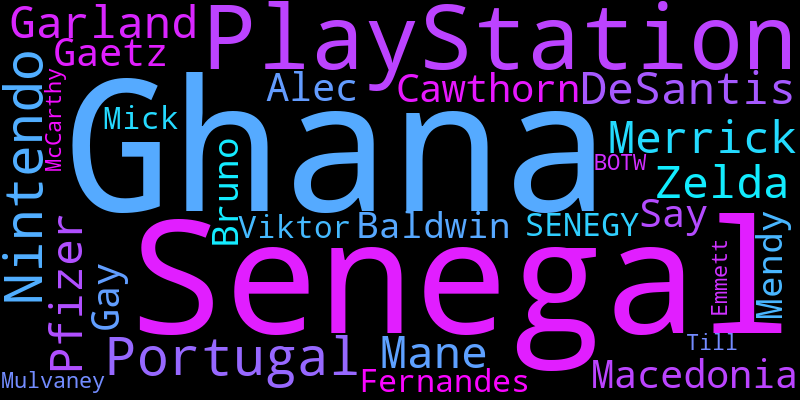 Garland
PlayStation
Gaetz
McCarthy
Nintendo
Mick
Ghana
Alec
Cawthorn
DeSantis
Merrick
BOTW
Zelda
Bruno
Viktor
Baldwin
SENEGY
Say
Mendy
Pfizer
Gay
Senegal
Emmett
Till
Portugal
Mane
Fernandes
Macedonia
Mulvaney